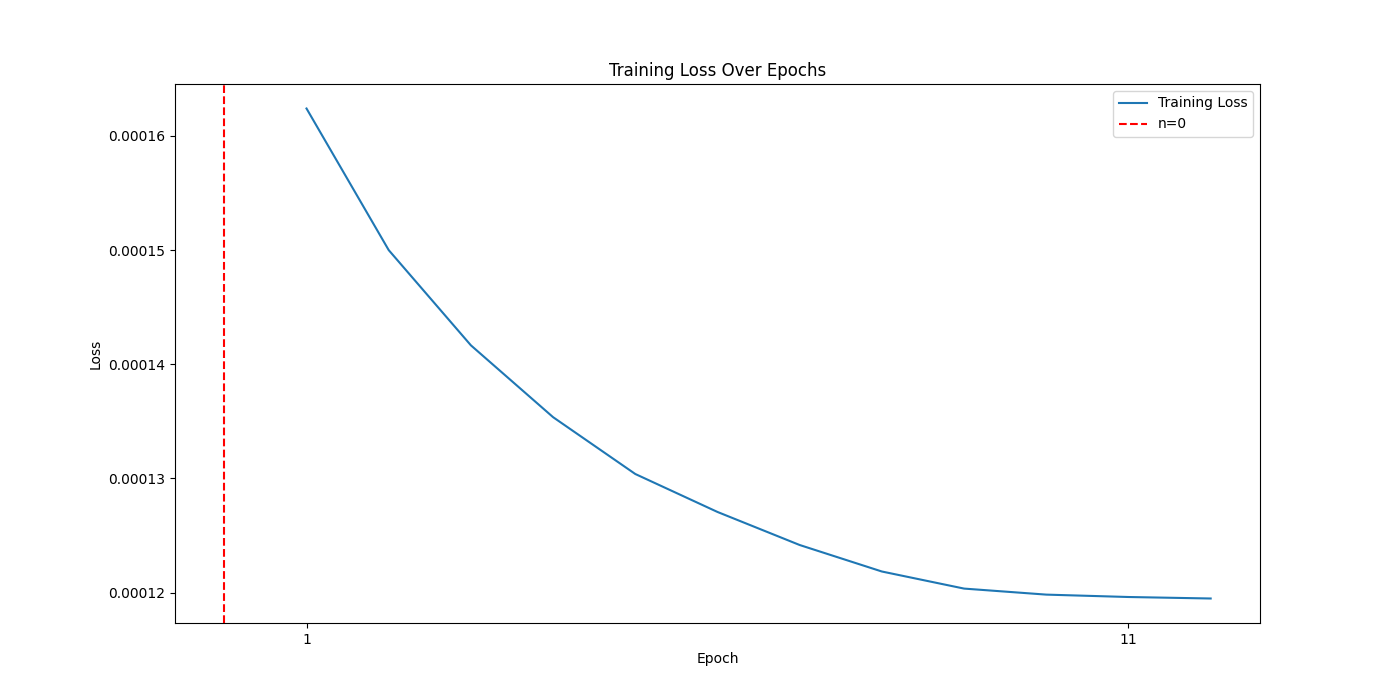 Training Loss Over Epochs
Training Loss
n=0
0.00016
0.00015
0.00014
0.00013
0.00012
Loss
1
11
Epoch